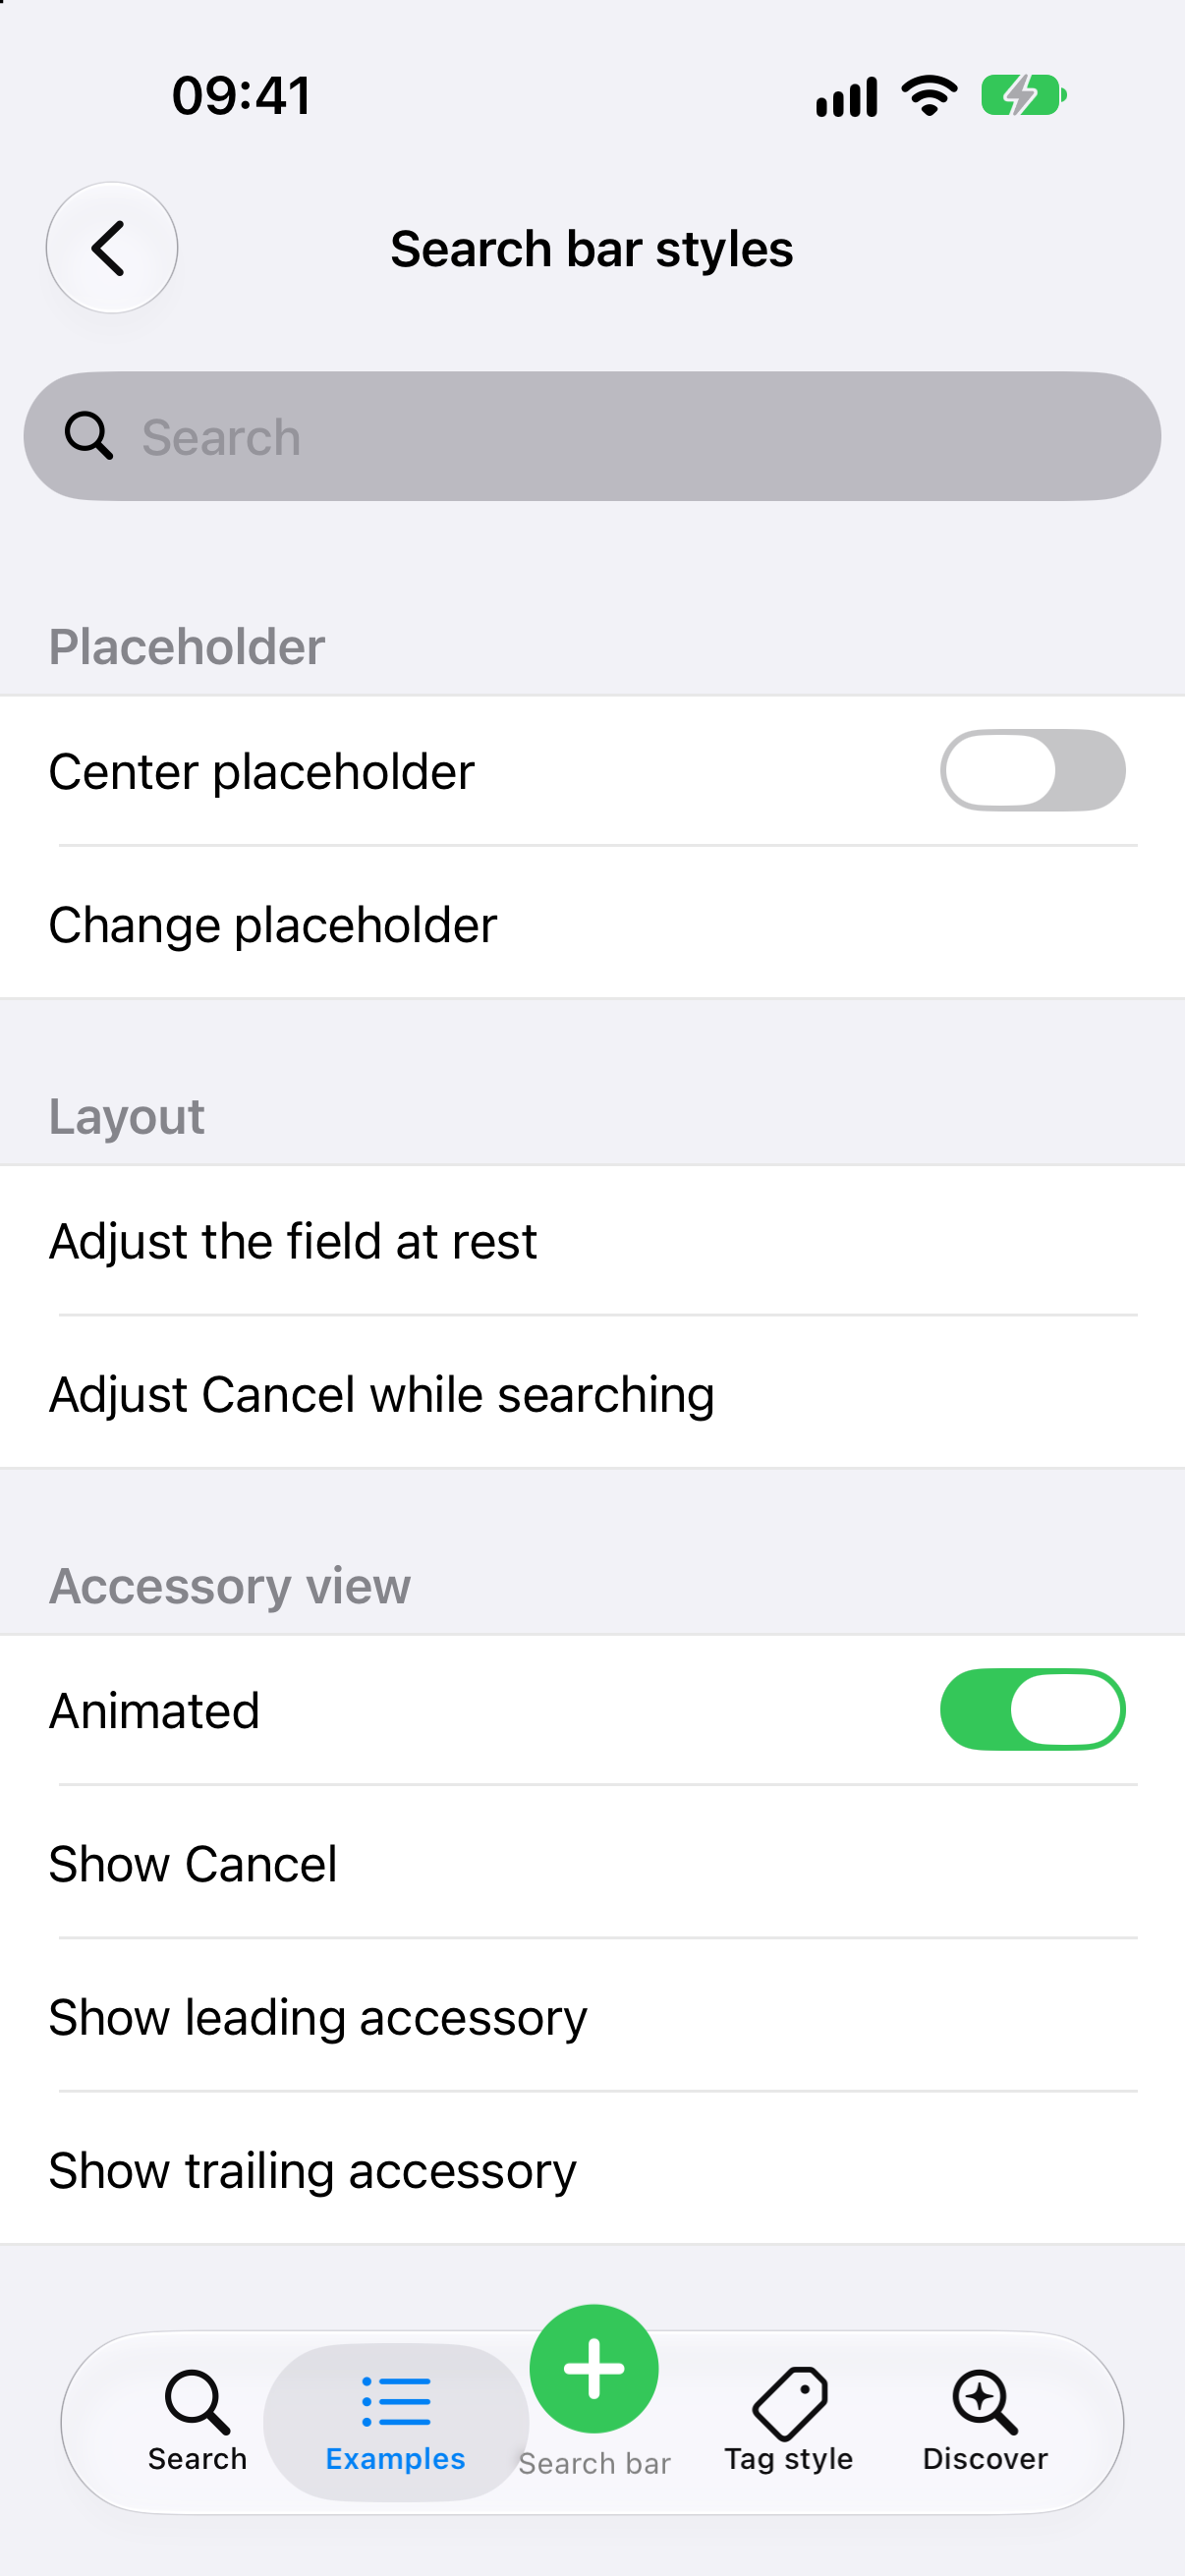 09:41
Search bar styles
Search
Placeholder
Center placeholder
Change placeholder
Layout
Adjust the field at rest
Adjust Cancel while searching
Accessory view
Animated
Show Cancel
Show leading accessory
Show trailing accessory
Search
Examples
Search bar
Tag style
Discover